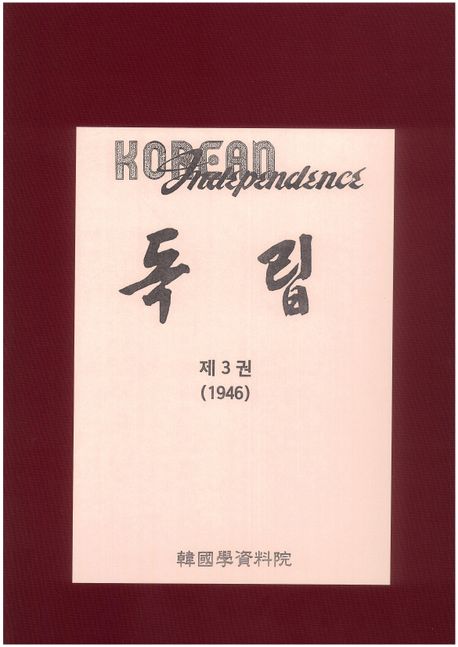 KOREAN
Independence
독 립
제 3 권
(1946)
韓國學資料院